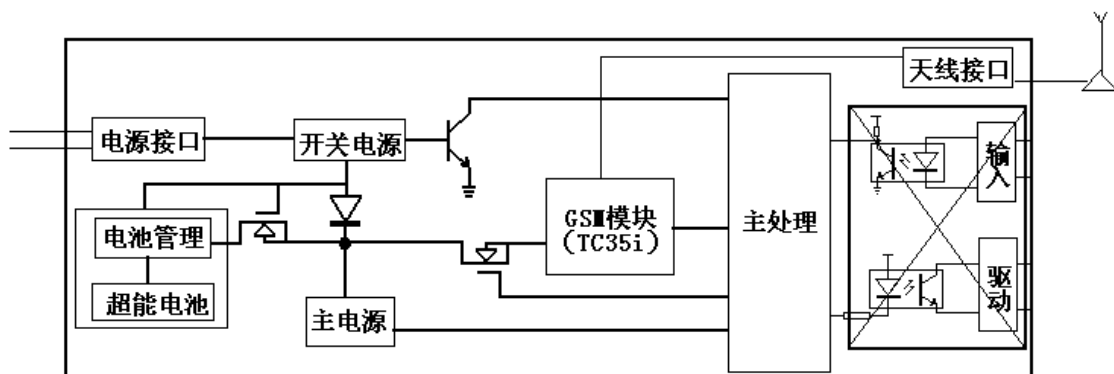 天线接口
电源接口
开关电源
输入
GSM模块
(TC35i)
主处理
电池管理
超能电池
主电源
驱动